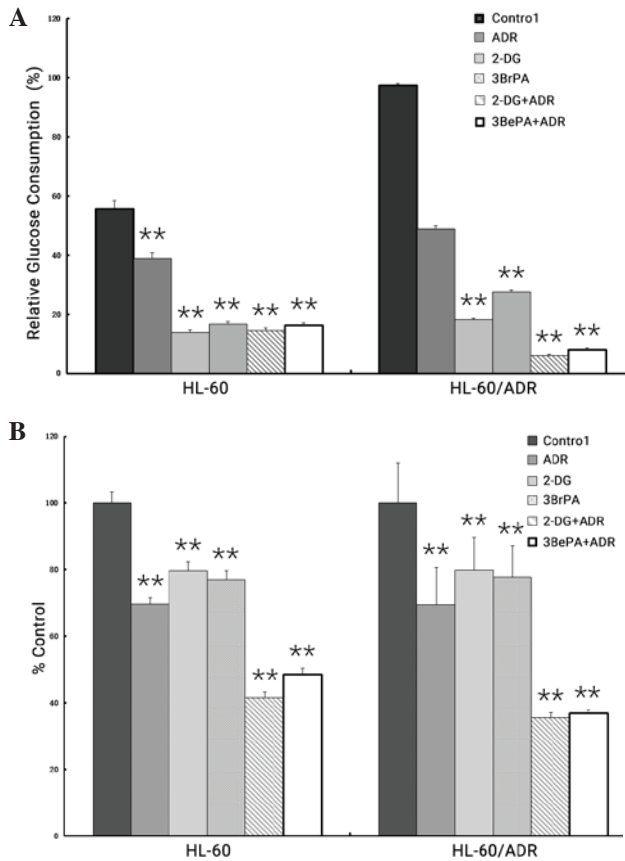 A
Relative Glucose Consumption (%)
120
100
80
60
40
20
0
Contro1
ADR
2-DG
3BrPA
2-DG+ADR
3BePA+ADR
** ** ** ** **
** ** ** **
HL-60
HL-60/ADR
B
% Control
120
100
80
60
40
20
0
Contro1
ADR
2-DG
3BrPA
2-DG+ADR
3BePA+ADR
** ** ** ** **
** ** ** ** **
HL-60
HL-60/ADR